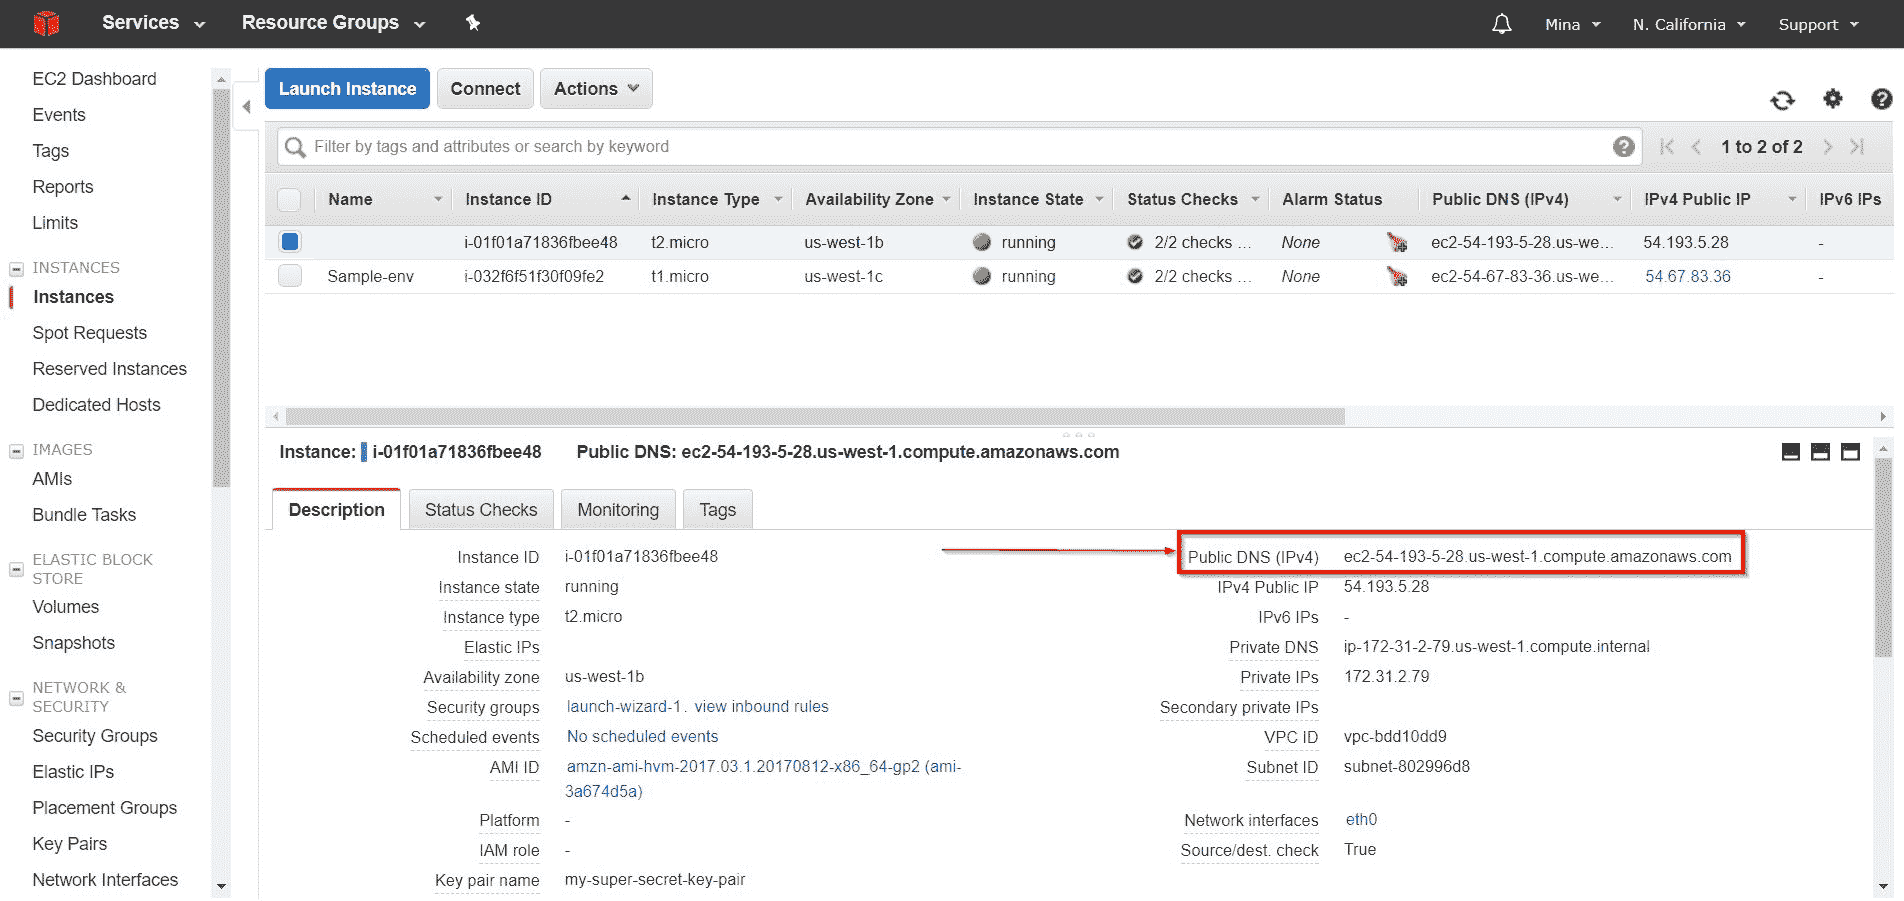 Services Resource Groups Mina N. California Support
EC2 Dashboard
Events
Tags
Reports
Limits
INSTANCES
Instances
Spot Requests
Reserved Instances
Dedicated Hosts
IMAGES
AMIs
Bundle Tasks
ELASTIC BLOCK
STORE
Volumes
Snapshots
NETWORK &
SECURITY
Security Groups
Elastic IPs
Placement Groups
Key Pairs
Network Interfaces
Launch Instance Connect Actions
Filter by tags and attributes or search by keyword 1 to 2 of 2
Name Instance ID Instance Type Availability Zone Instance State Status Checks Alarm Status Public DNS (IPv4) IPv4 Public IP IPv6 IPs
i-01f01a71836fbee48 t2.micro us-west-1b running 2/2 checks ... None ec2-54-193-5-28.us-we... 54.193.5.28 -
Sample-env i-032f6f51f30f09fe2 t1.micro us-west-1c running 2/2 checks ... None ec2-54-67-83-36.us-we... 54.67.83.36 -
Instance: i-01f01a71836fbee48 Public DNS: ec2-54-193-5-28.us-west-1.compute.amazonaws.com
Description Status Checks Monitoring Tags
Instance ID i-01f01a71836fbee48
Instance state running
Instance type t2.micro
Elastic IPs
Availability zone us-west-1b
Security groups launch-wizard-1. view inbound rules
Scheduled events No scheduled events
AMI ID amzn-ami-hvm-2017.03.1.20170812-x86_64-gp2 (ami-
3a674d5a)
Platform -
IAM role -
Key pair name my-super-secret-key-pair
Public DNS (IPv4) ec2-54-193-5-28.us-west-1.compute.amazonaws.com
IPv4 Public IP 54.193.5.28
IPv6 IPs -
Private DNS ip-172-31-2-79.us-west-1.compute.internal
Private IPs 172.31.2.79
Secondary private IPs
VPC ID vpc-bdd10dd9
Subnet ID subnet-802996d8
Network interfaces eth0
Source/dest. check True